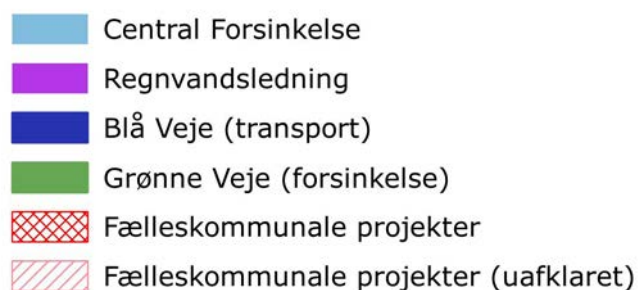 Central Forsinkelse
Regnvandsledning
Blå Veje (transport)
Grønne Veje (forsinkelse)
Fælleskommunale projekter
Fælleskommunale projekter (uafklaret)